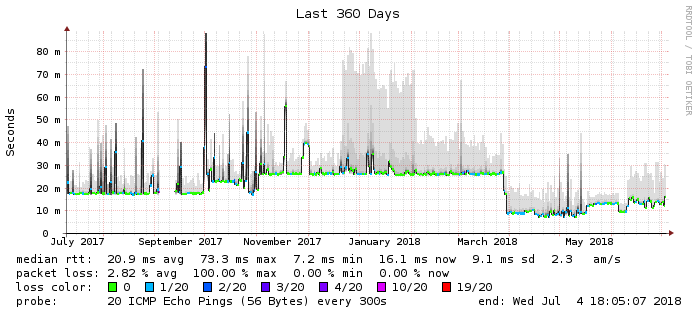 Last 360 Days
RRDTOOL / TOBI OETIKER
Seconds
80 m
70 m
60 m
50 m
40 m
30 m
20 m
10 m
0
July 2017 September 2017 November 2017 January 2018 March 2018 May 2018
median rtt: 20.9 ms avg 73.3 ms max 7.2 ms min 16.1 ms now 9.1 ms sd 2.3 am/s
packet loss: 2.82 % avg 100.00 % max 0.00 % min 0.00 % now
loss color: 0 1/20 2/20 3/20 4/20 10/20 19/20
probe: 20 ICMP Echo Pings (56 Bytes) every 300s end: Wed Jul 4 18:05:07 2018